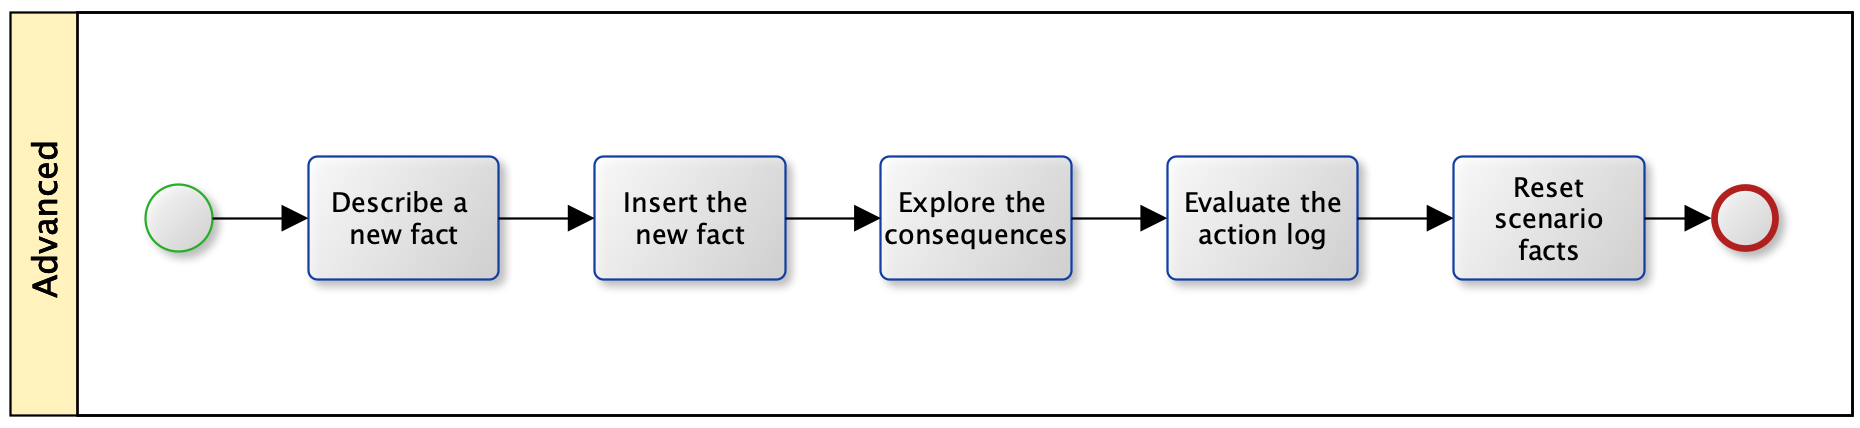 Advanced
Describe a
new fact
Insert the
new fact
Explore the
consequences
Evaluate the
action log
Reset
scenario
facts